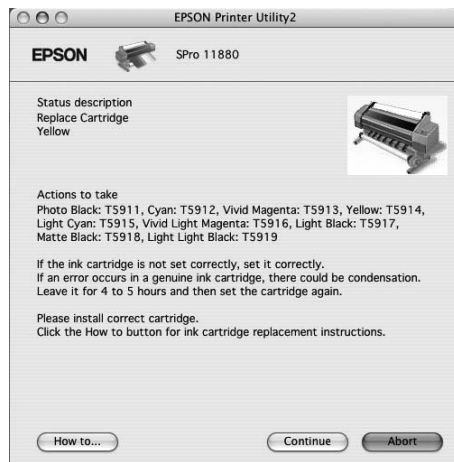 EPSON Printer Utility2
EPSON SPro 11880
Status description
Replace Cartridge
Yellow
Actions to take
Photo Black: T5911, Cyan: T5912, Vivid Magenta: T5913, Yellow: T5914,
Light Cyan: T5915, Vivid Light Magenta: T5916, Light Black: T5917,
Matte Black: T5918, Light Light Black: T5919
If the ink cartridge is not set correctly, set it correctly.
If an error occurs in a genuine ink cartridge, there could be condensation.
Leave it for 4 to 5 hours and then set the cartridge again.
Please install correct cartridge.
Click the How to button for ink cartridge replacement instructions.
How to... Continue Abort